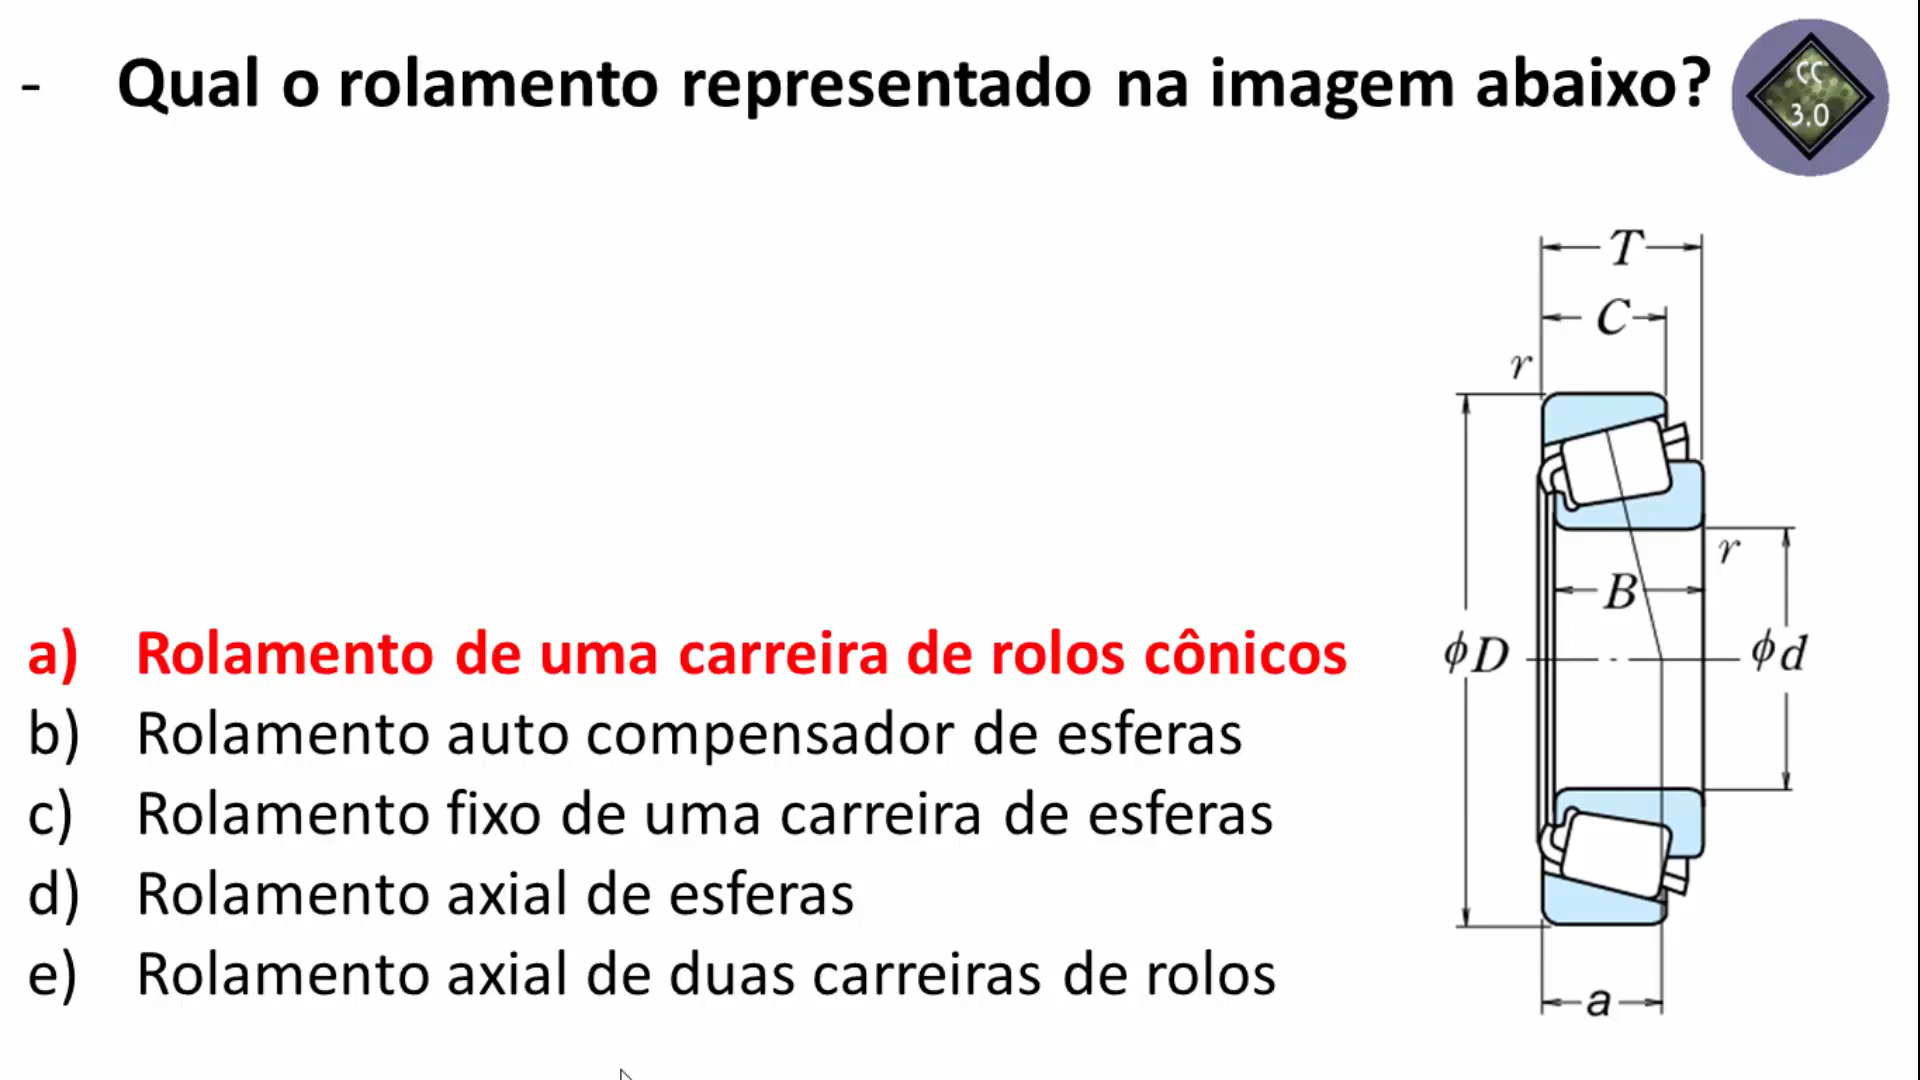 - Qual o rolamento representado na imagem abaixo?
CC
3.0
T
C
r
r
B
ϕD
ϕd
a) Rolamento de uma carreira de rolos cônicos
b) Rolamento auto compensador de esferas
c) Rolamento fixo de uma carreira de esferas
d) Rolamento axial de esferas
e) Rolamento axial de duas carreiras de rolos
a